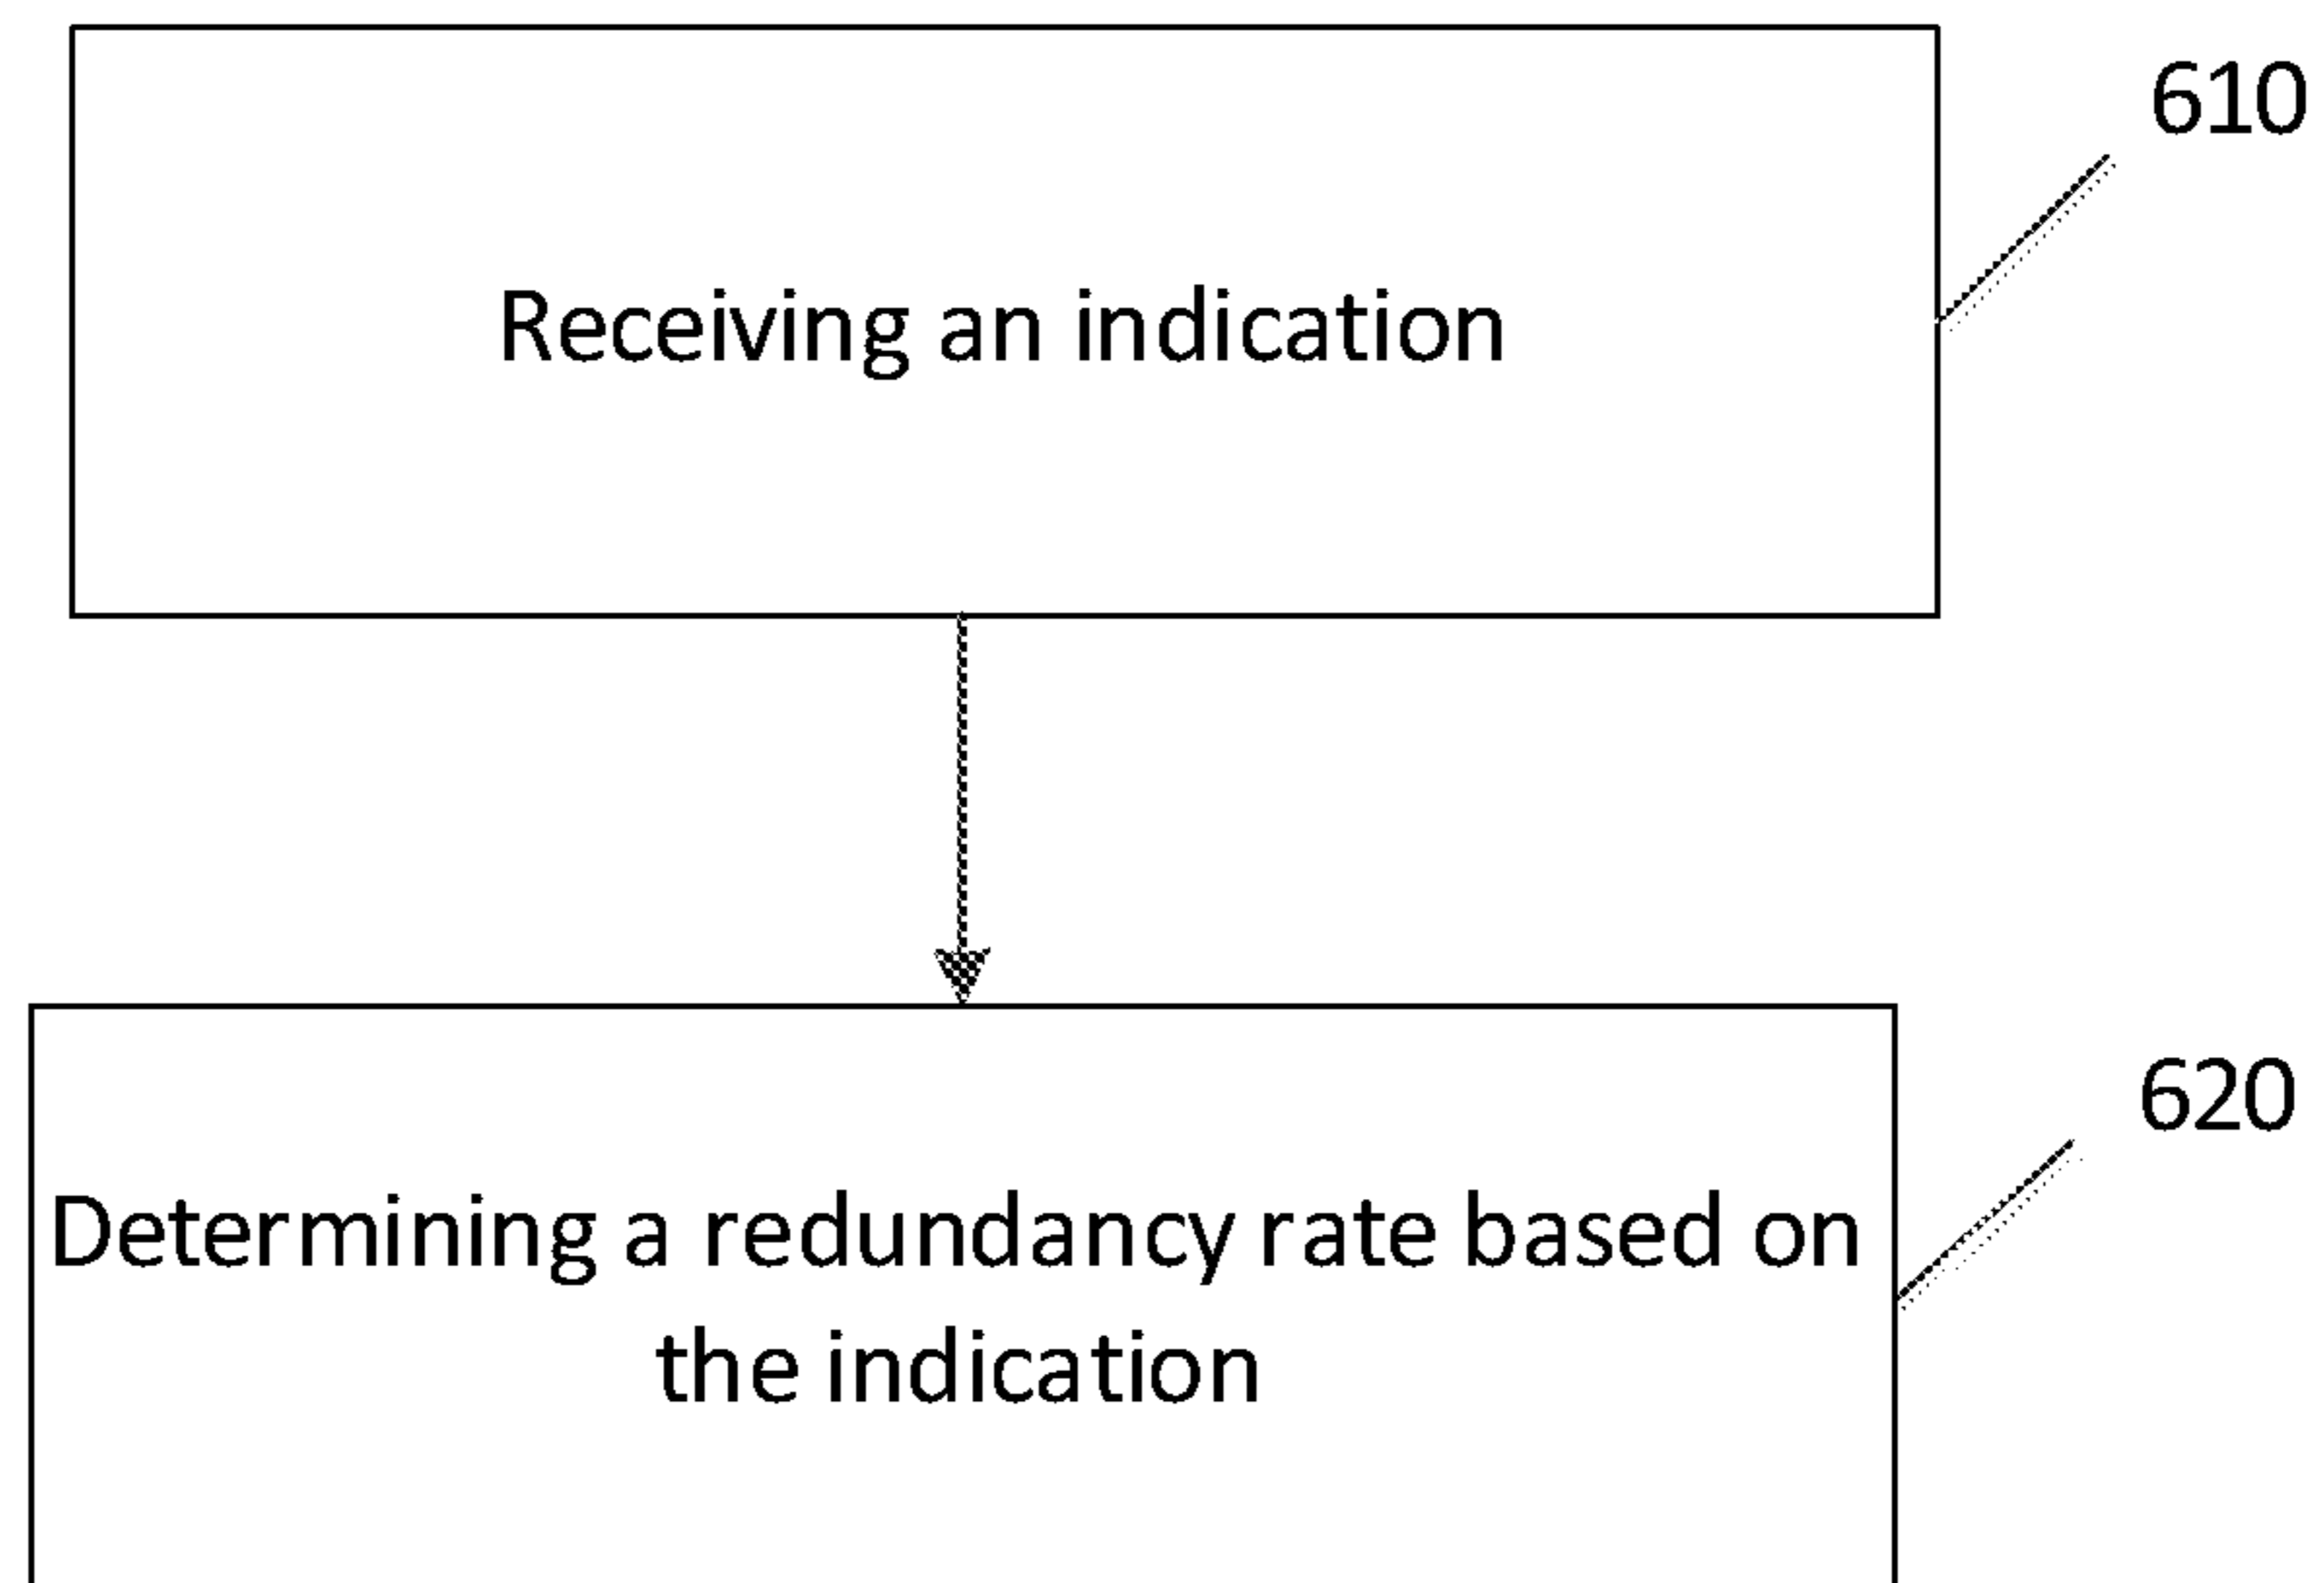 610
Receiving an indication
620
Determining a redundancy rate based on
the indication